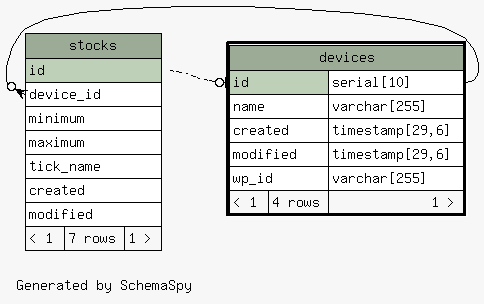 stocks
id
device_id
minimum
maximum
tick_name
created
modified
< 1 7 rows 1 >
devices
id serial[10]
name varchar[255]
created timestamp[29,6]
modified timestamp[29,6]
wp_id varchar[255]
< 1 4 rows 1 >
Generated by SchemaSpy